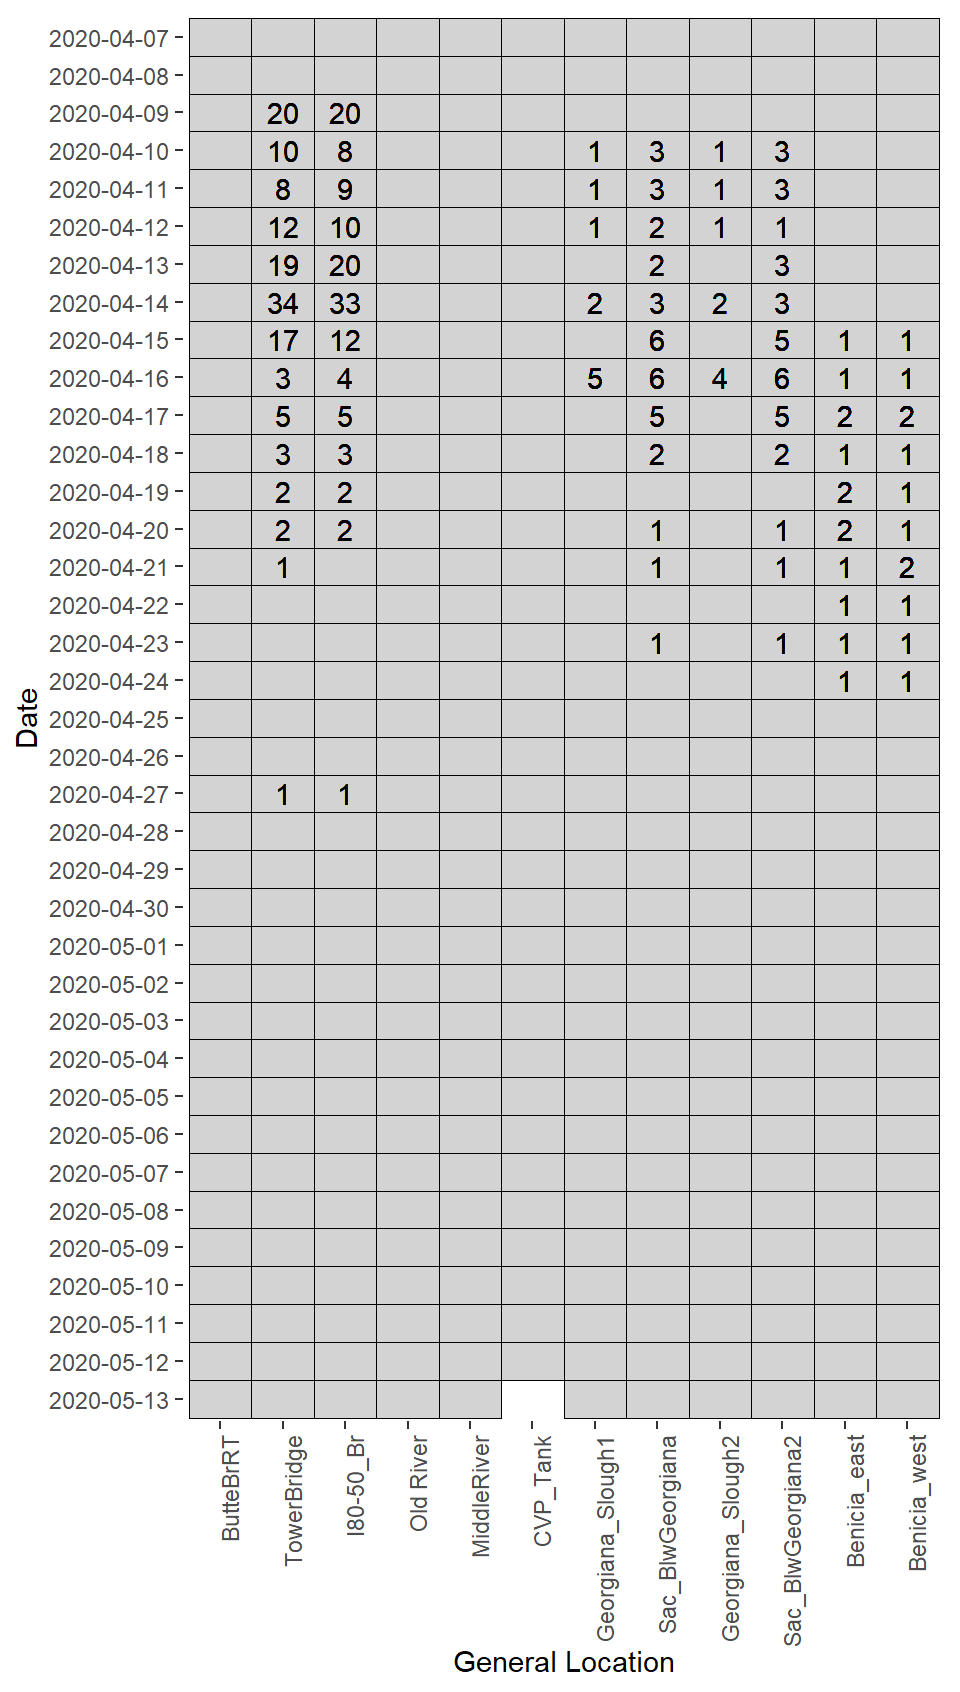 2020-04-07
2020-04-08
2020-04-09 20 20
2020-04-10 10 8 1 3 1 3
2020-04-11 8 9 1 3 1 3
2020-04-12 12 10 1 2 1 1
2020-04-13 19 20 2 3
2020-04-14 34 33 2 3 2 3
2020-04-15 17 12 6 5 1 1
2020-04-16 3 4 5 6 4 6 1 1
2020-04-17 5 5 5 5 2 2
2020-04-18 3 3 2 2 1 1
2020-04-19 2 2 2 1
2020-04-20 2 2 1 1 2 1
2020-04-21 1 1 1 1 2
2020-04-22 1 1
2020-04-23 1 1 1 1
2020-04-24 1 1
2020-04-25
2020-04-26
2020-04-27 1 1
2020-04-28
2020-04-29
2020-04-30
2020-05-01
2020-05-02
2020-05-03
2020-05-04
2020-05-05
2020-05-06
2020-05-07
2020-05-08
2020-05-09
2020-05-10
2020-05-11
2020-05-12
2020-05-13
Date
ButteBrRT
TowerBridge
I80-50_Br
Old River
MiddleRiver
CVP_Tank
Georgiana_Slough1
Sac_BlwGeorgiana
Georgiana_Slough2
Sac_BlwGeorgiana2
Benicia_east
Benicia_west
General Location